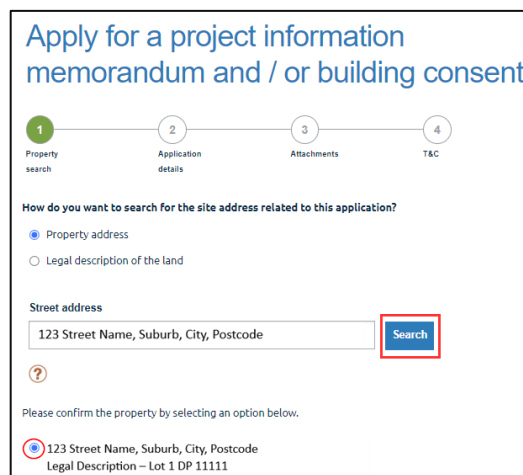 Apply for a project information
memorandum and / or building consent
1 2 3 4
Property Application Attachments T&C
search details
How do you want to search for the site address related to this application?
Property address
Legal description of the land
Street address
123 Street Name, Suburb, City, Postcode Search
?
Please confirm the property by selecting an option below.
123 Street Name, Suburb, City, Postcode
Legal Description – Lot 1 DP 11111